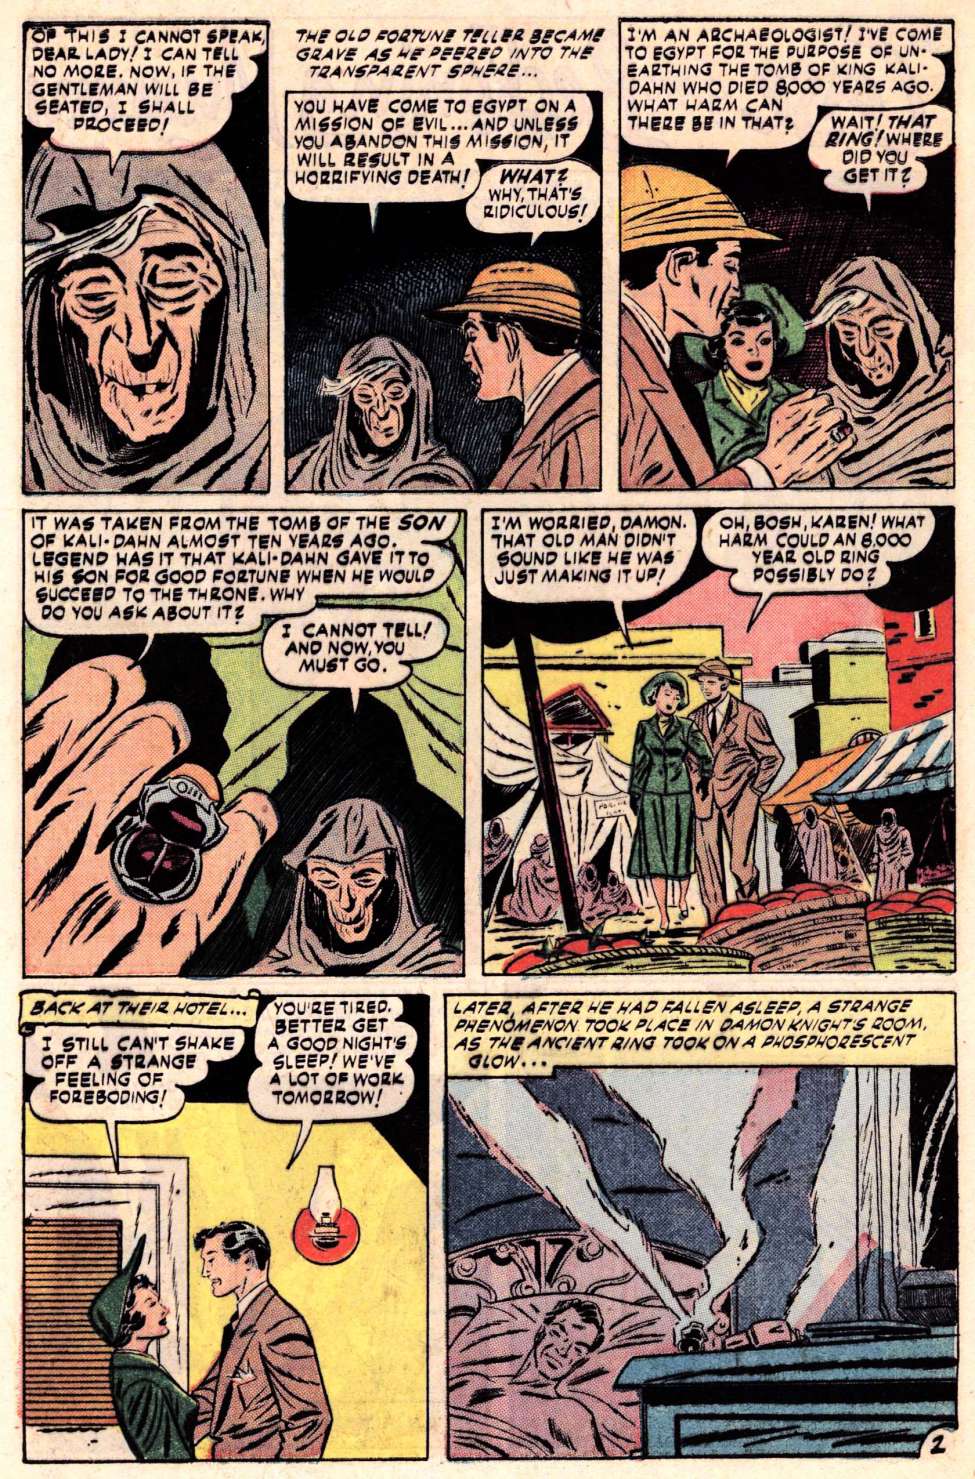 OF THIS I CANNOT SPEAK,
DEAR LADY! I CAN TELL
NO MORE. NOW, IF THE
GENTLEMAN WILL BE
SEATED, I SHALL
PROCEED!
THE OLD FORTUNE TELLER BECAME
GRAVE AS HE PEERED INTO THE
TRANSPARENT SPHERE...
YOU HAVE COME TO EGYPT ON A
MISSION OF EVIL...AND UNLESS
YOU ABANDON THIS MISSION, IT
WILL RESULT IN A
HORRIFYING DEATH!
WHAT?
WHY, THAT'S
RIDICULOUS!
I'M AN ARCHAEOLOGIST! I'VE COME
TO EGYPT FOR THE PURPOSE OF UN-
EARTHING THE TOMB OF KING KALI-
DAHN WHO DIED 8,000 YEARS AGO.
WHAT HARM CAN
THERE BE IN THAT?
WAIT! THAT
RING! WHERE
DID YOU
GET IT?
IT WAS TAKEN FROM THE TOMB OF THE SON
OF KALI-DAHN ALMOST TEN YEARS AGO.
LEGEND HAS IT THAT KALI-DAHN GAVE IT TO
HIS SON FOR GOOD FORTUNE WHEN HE WOULD
SUCCEED TO THE THRONE. WHY
DO YOU ASK ABOUT IT?
I CANNOT TELL!
AND NOW, YOU
MUST GO.
I'M WORRIED, DAMON.
THAT OLD MAN DIDN'T
SOUND LIKE HE WAS
JUST MAKING IT UP!
OH, BOSH, KAREN! WHAT
HARM COULD AN 8,000
YEAR OLD RING
POSSIBLY DO?
BACK AT THEIR HOTEL...
I STILL CAN'T SHAKE
OFF A STRANGE
FEELING OF
FOREBODING!
YOU'RE TIRED.
BETTER GET
A GOOD NIGHT'S
SLEEP! WE'VE
A LOT OF WORK
TOMORROW!
LATER, AFTER HE HAD FALLEN ASLEEP, A STRANGE
PHENOMENON TOOK PLACE IN DAMON KNIGHT'S ROOM,
AS THE ANCIENT RING TOOK ON A PHOSPHORESCENT
GLOW...
2